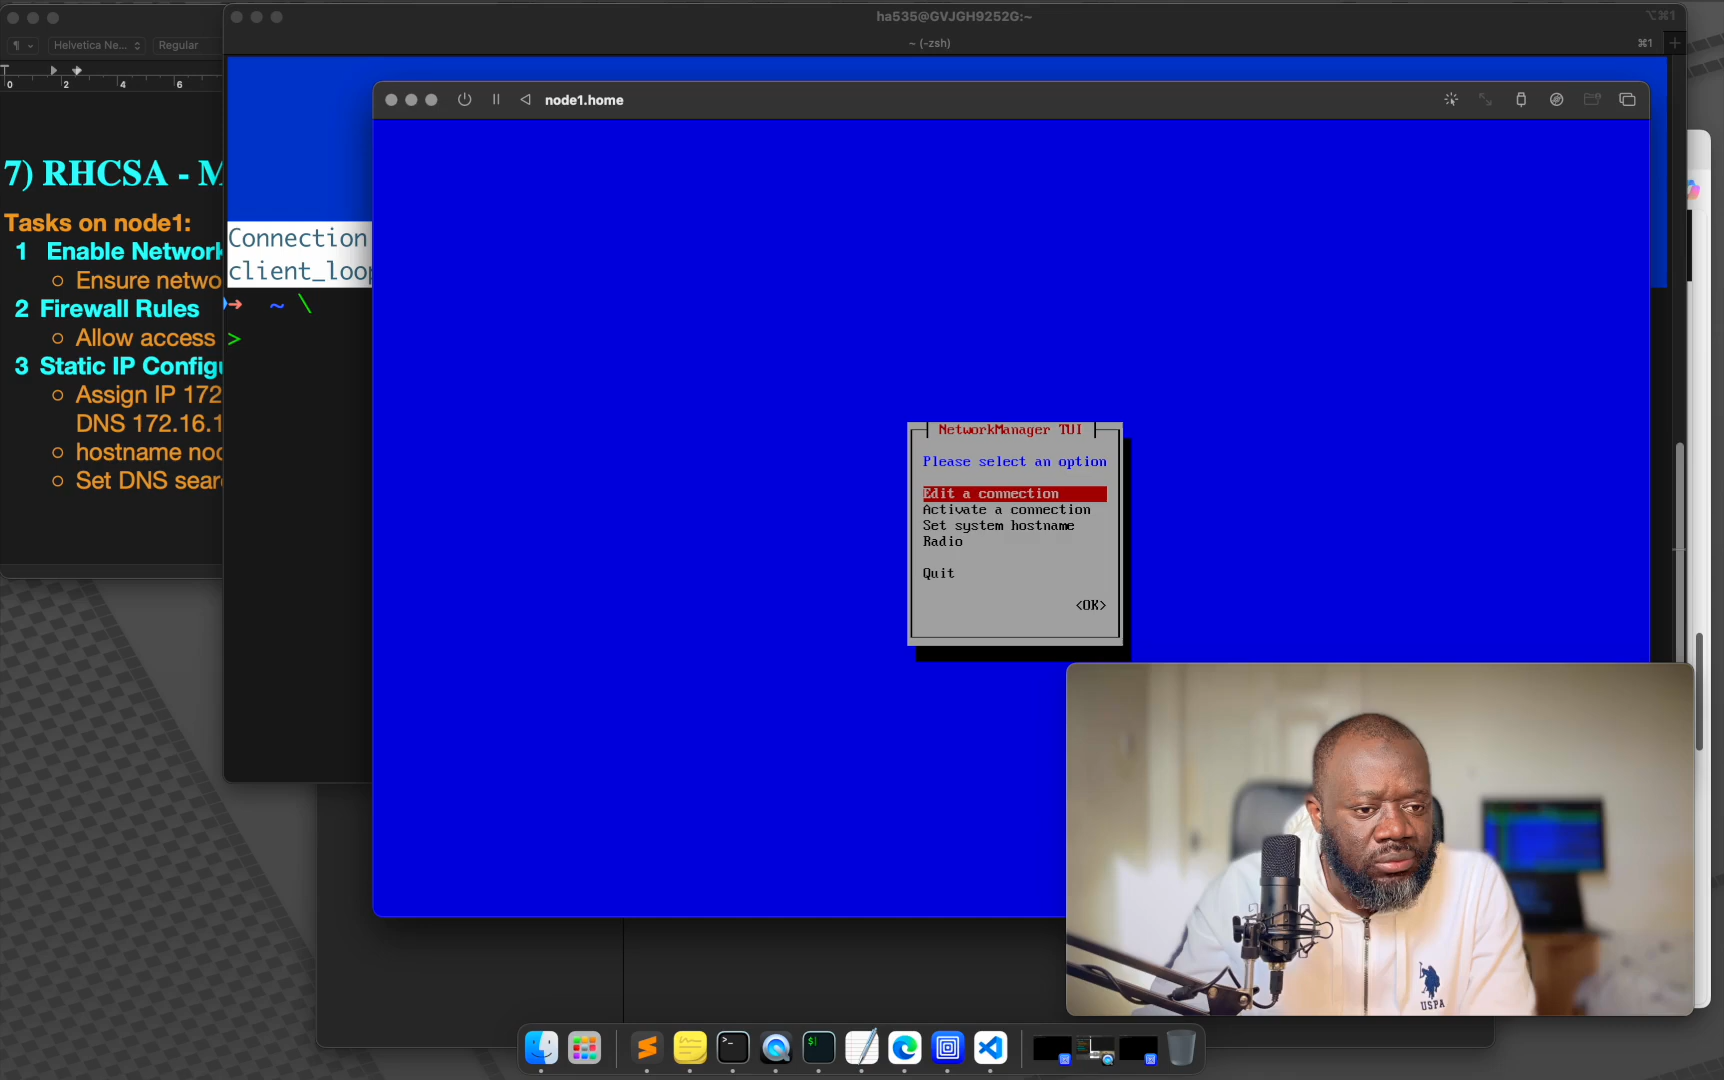 ha535@GVJGH9252G:~
⌥⌘1
~ (-zsh)
⌘1
¶
Helvetica Ne...
Regular
0 2 4 6
node1.home
7) RHCSA - M
Tasks on node1:
1 Enable Network
Ensure netwo
2 Firewall Rules
Allow access
3 Static IP Configu
Assign IP 172
DNS 172.16.1
hostname noc
Set DNS sear
Connection
client_loop
→ ~ \
>
NetworkManager TUI
Please select an option
Edit a connection
Activate a connection
Set system hostname
Radio
Quit
<OK>
USPA